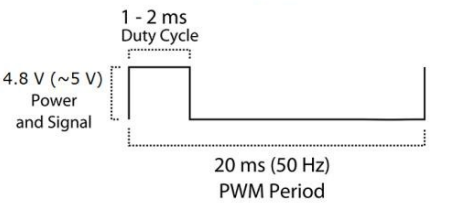 1 - 2 ms
Duty Cycle
4.8 V (~5 V)
Power
and Signal
20 ms (50 Hz)
PWM Period